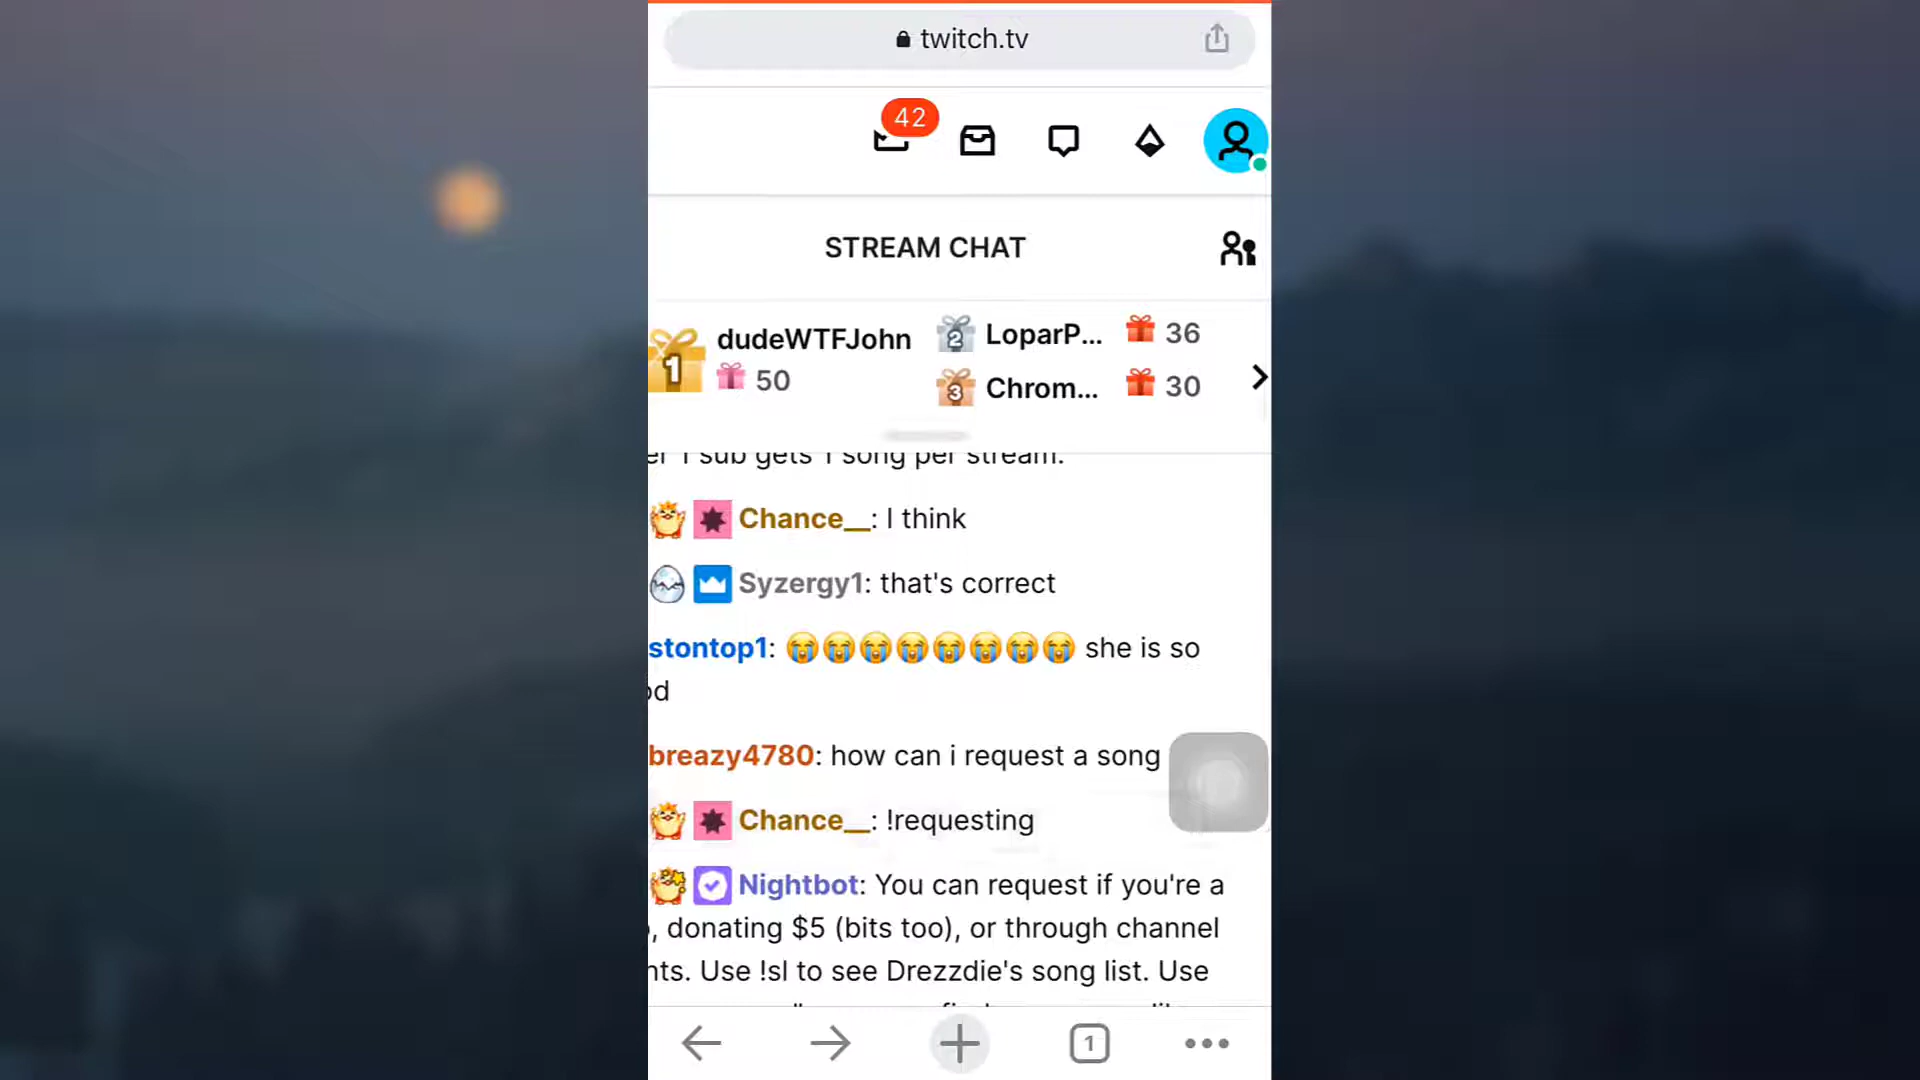 twitch.tv
42
STREAM CHAT
1 dudeWTFJohn 50
2 LoparP... 36
3 Chrom... 30
er 1 sub gets 1 song per stream.
Chance__: I think
Syzergy1: that's correct
stontop1: 😭😭😭😭😭😭😭😭 she is so
od
breazy4780: how can i request a song
Chance__: !requesting
Nightbot: You can request if you're a
, donating $5 (bits too), or through channel
nts. Use !sl to see Drezzdie's song list. Use
1